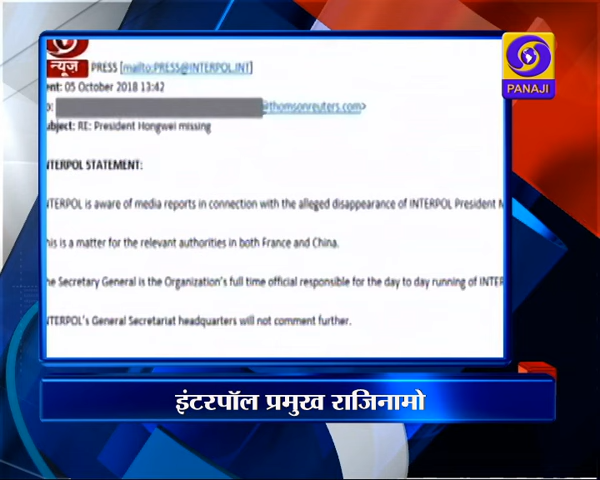 न्यूज़
PANAJI
PRESS [mailto:PRESS@INTERPOL.INT]
ent: 05 October 2018 13:42
o: @thomsonreuters.com>
ubject: RE: President Hongwei missing
NTERPOL STATEMENT:
NTERPOL is aware of media reports in connection with the alleged disappearance of INTERPOL President M
his is a matter for the relevant authorities in both France and China.
he Secretary General is the Organization's full time official responsible for the day to day running of INTER
NTERPOL's General Secretariat headquarters will not comment further.
इंटरपॉल प्रमुख राजिनामो